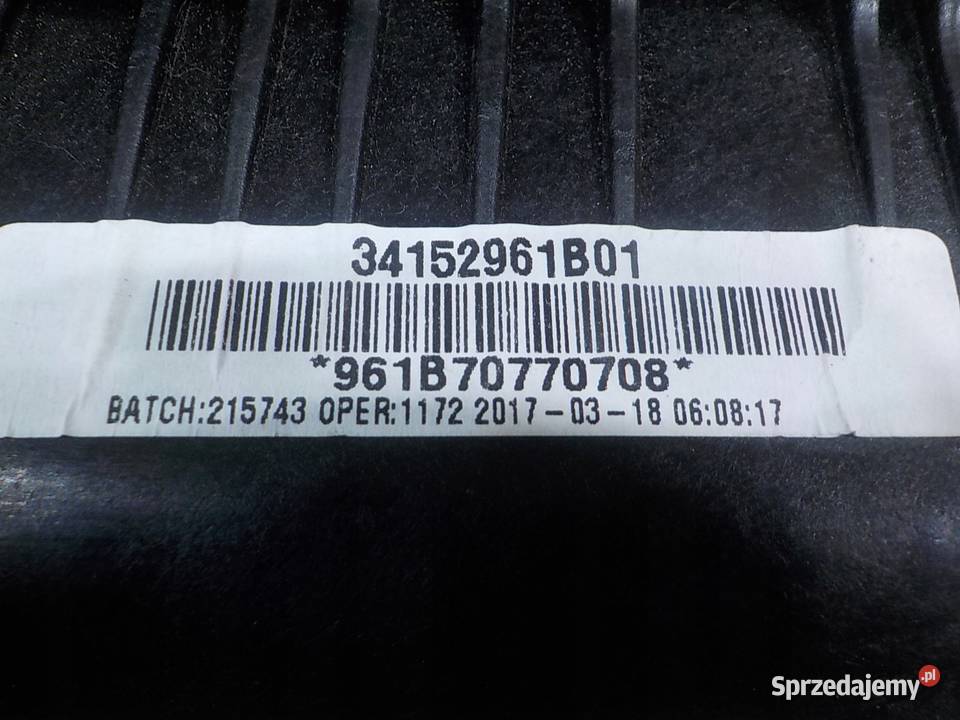 34152961B01
*961B70770708*
BATCH:215743 OPER:1172 2017-03-18 06:08:17
Sprzedajemy.pl